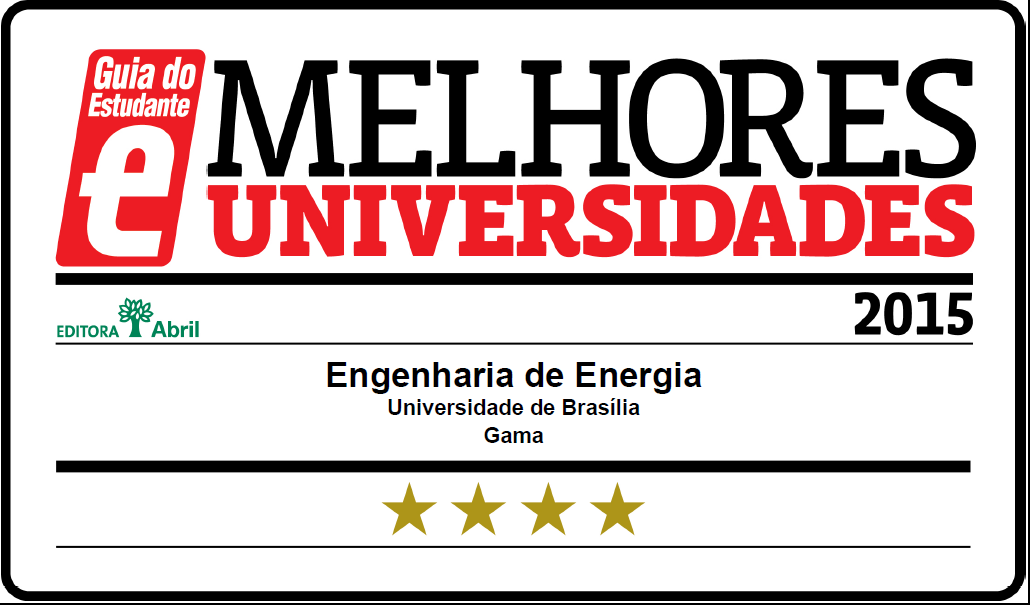 Guia do
Estudante
e
MELHORES
UNIVERSIDADES
EDITORA Abril
2015
Engenharia de Energia
Universidade de Brasília
Gama